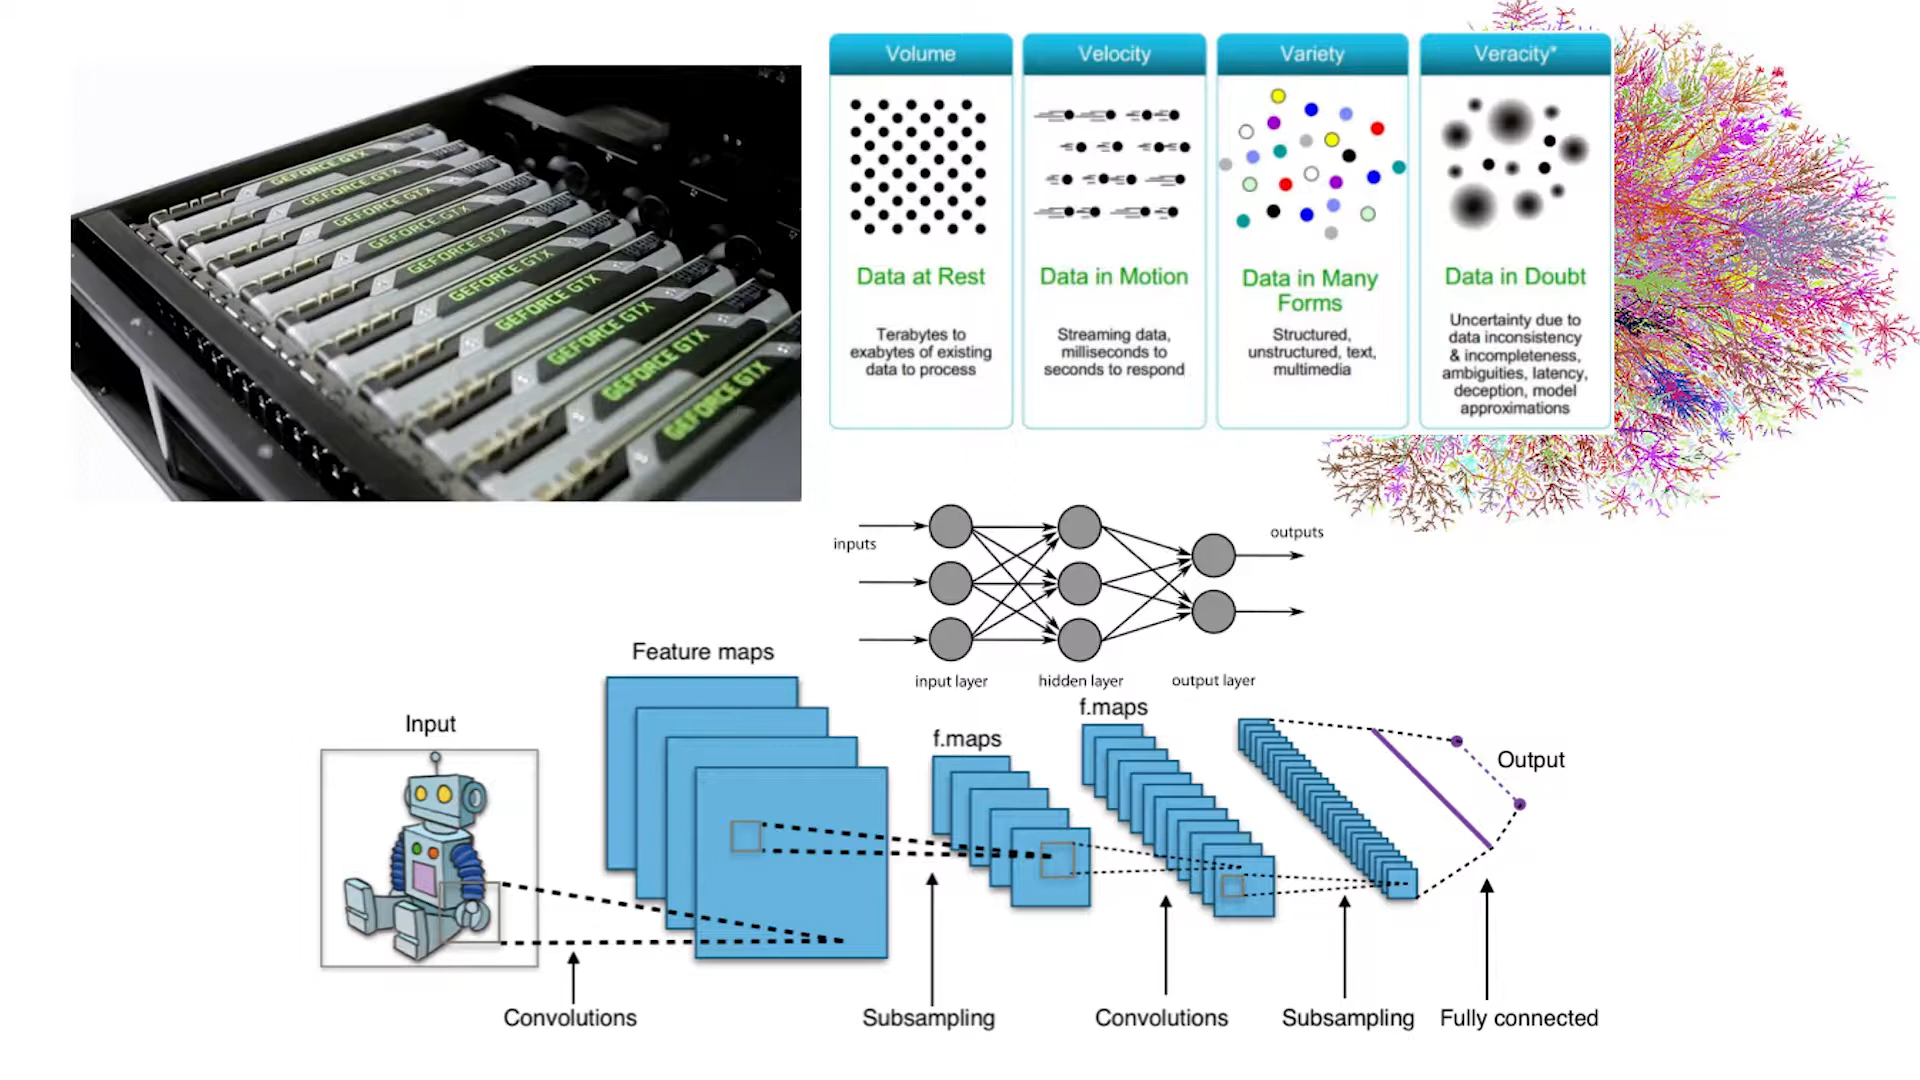 GEFORCE GTX
GEFORCE GTX
GEFORCE GTX
GEFORCE GTX
GEFORCE GTX
GEFORCE GTX
GEFORCE GTX
GEFORCE GTX
GEFORCE GTX
GEFORCE GTX
Volume
Data at Rest
Terabytes to
exabytes of existing
data to process
Velocity
Data in Motion
Streaming data,
milliseconds to
seconds to respond
Variety
Data in Many
Forms
Structured,
unstructured, text,
multimedia
Veracity*
Data in Doubt
Uncertainty due to
data inconsistency
& incompleteness,
ambiguities, latency,
deception, model
approximations
inputs
outputs
input layer
hidden layer
output layer
Input
Feature maps
f.maps
f.maps
Output
Convolutions
Subsampling
Convolutions
Subsampling
Fully connected